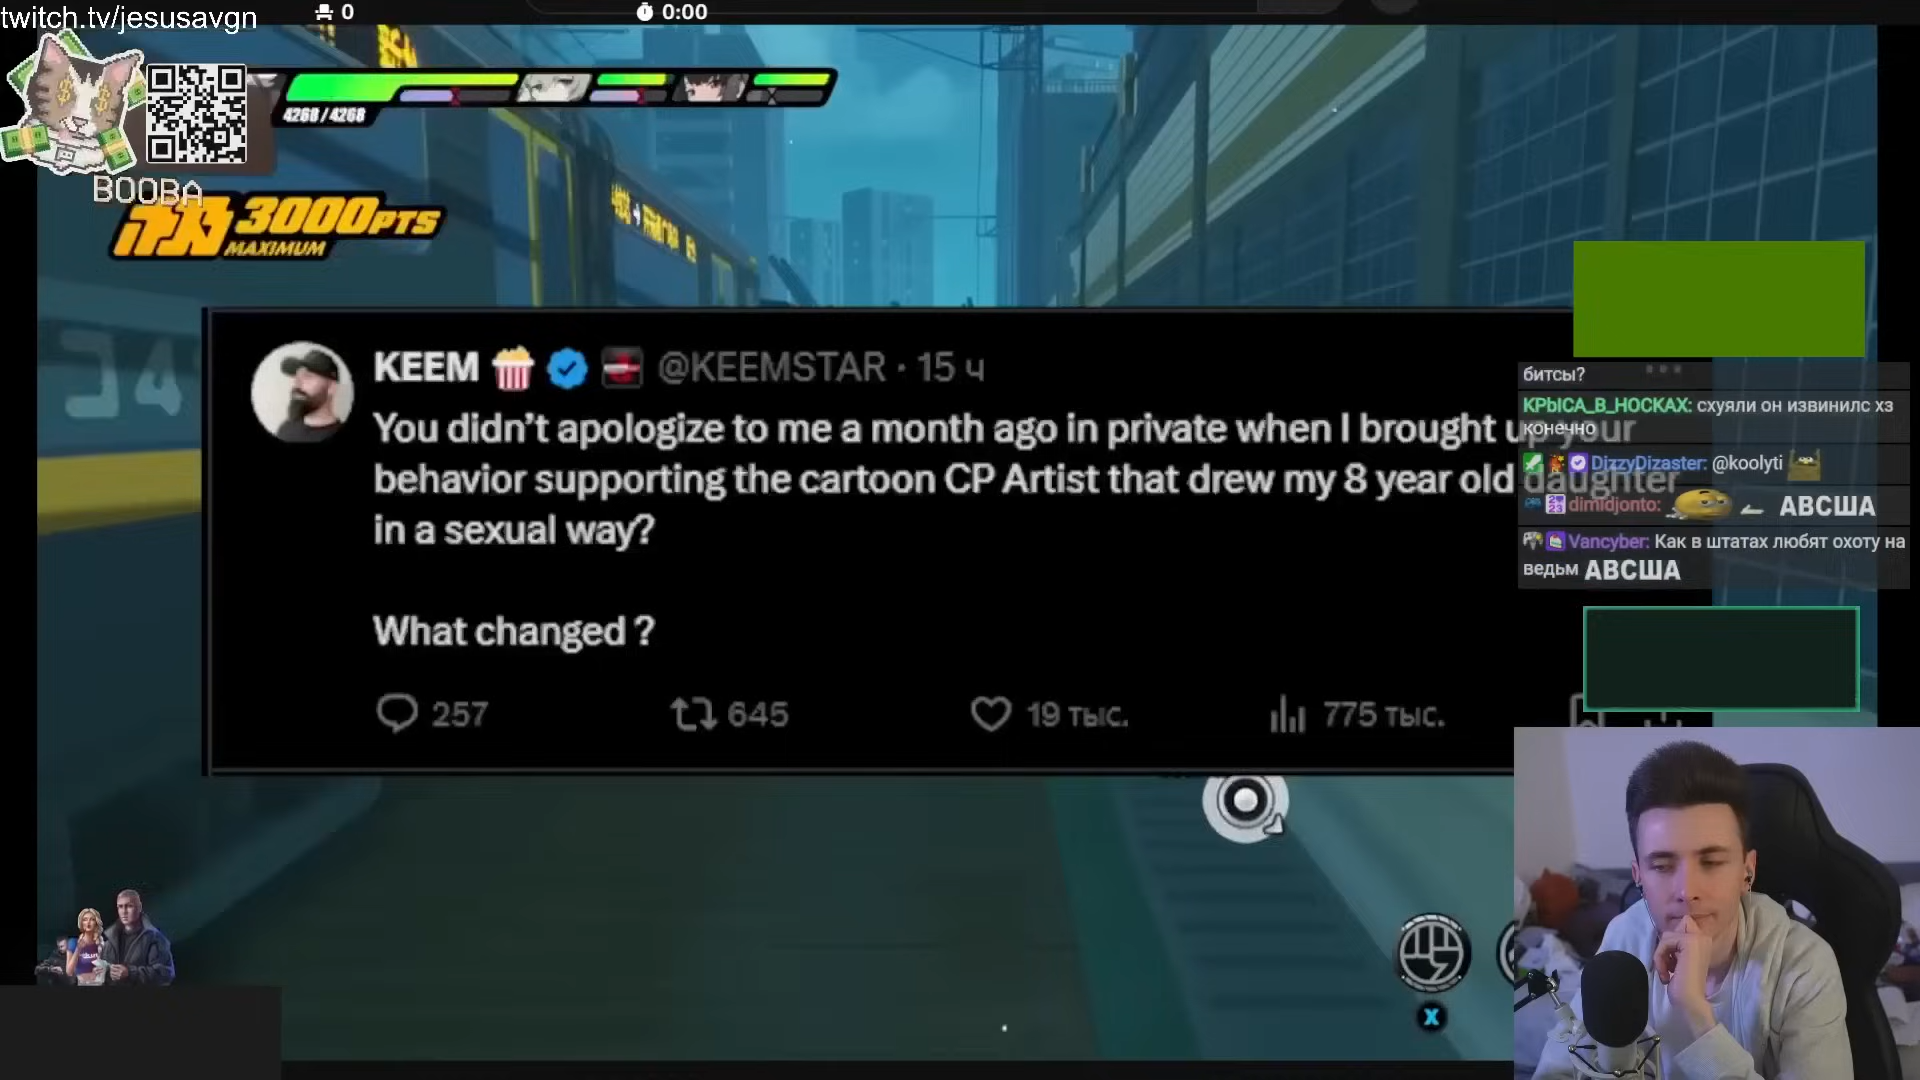 twitch.tv/jesusavgn
0
0:00
4268/4268
BOOBA
3000PTS
MAXIMUM
KEEM @KEEMSTAR · 15 ч
You didn't apologize to me a month ago in private when I brought up your
behavior supporting the cartoon CP Artist that drew my 8 year old daughter
in a sexual way?
What changed ?
257 645 19 тыс. 775 тыс.
битсы?
KPbICA_B_HOCKAX: схуяли он извинилс хз
конечно
DizzyDizaster: @koolyti
dimidjonto: АВСША
Vancyber: Как в штатах любят охоту на
ведьм АВСША
X